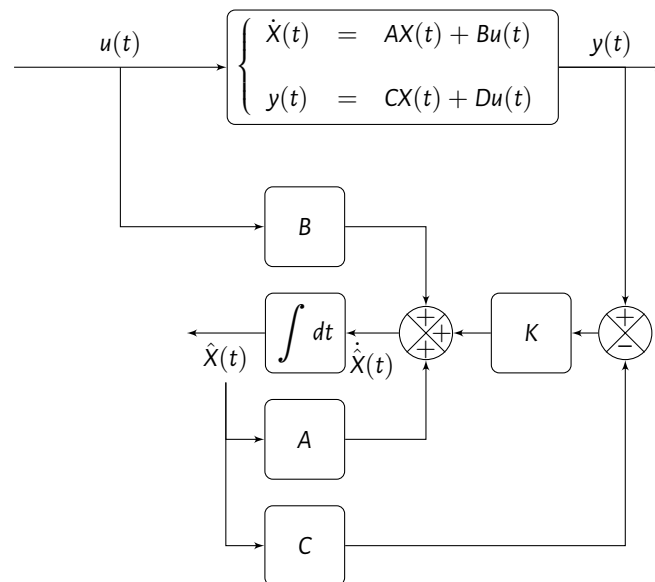 u(t)
Ẋ(t) = AX(t) + Bu(t)
y(t)
y(t) = CX(t) + Du(t)
B
+
∫ dt
+
+
K
+
−
X̂(t)
X̂̇(t)
A
C